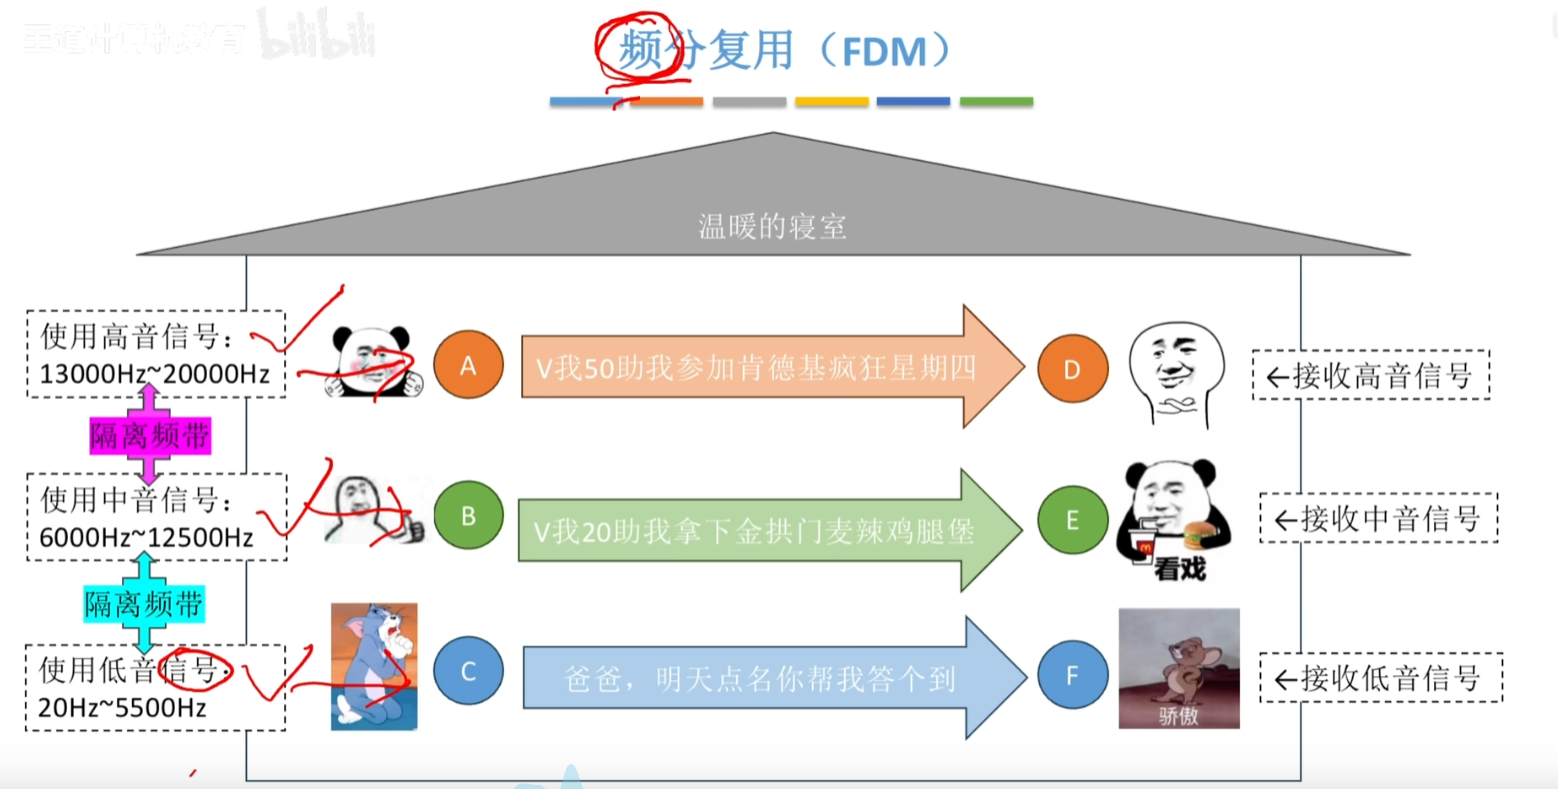 王道计算机教育 bilibili
频分复用（FDM）
温暖的寝室
使用高音信号：
13000Hz~20000Hz
A
V我50助我参加肯德基疯狂星期四
D
←接收高音信号
隔离频带
使用中音信号：
6000Hz~12500Hz
B
V我20助我拿下金拱门麦辣鸡腿堡
E
看戏
←接收中音信号
隔离频带
使用低音信号：
20Hz~5500Hz
C
爸爸，明天点名你帮我答个到
F
骄傲
←接收低音信号